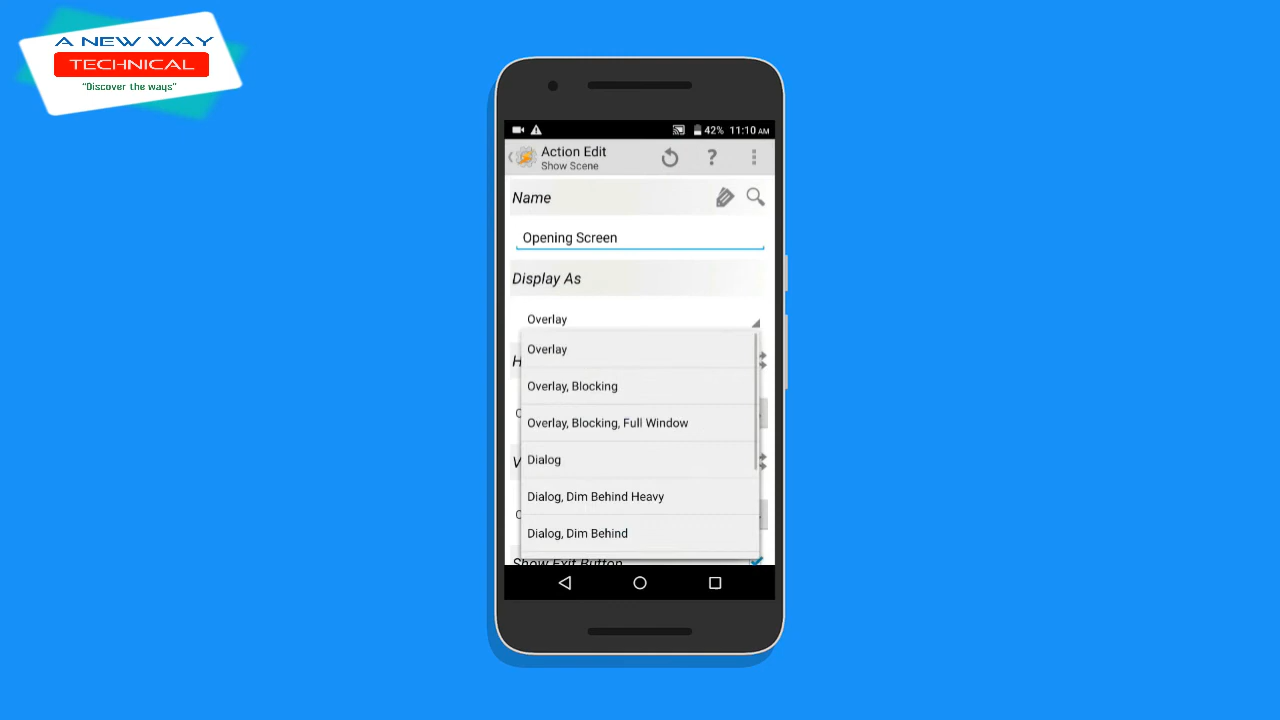 A NEW WAY
TECHNICAL
"Discover the ways"
42% 11:10 AM
Action Edit
Show Scene
?
Name
Opening Screen
Display As
Overlay
Overlay
Overlay, Blocking
Overlay, Blocking, Full Window
Dialog
Dialog, Dim Behind Heavy
Dialog, Dim Behind
Show Exit Button